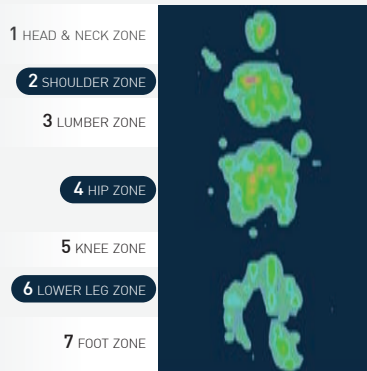 1 HEAD & NECK ZONE
2 SHOULDER ZONE
3 LUMBER ZONE
4 HIP ZONE
5 KNEE ZONE
6 LOWER LEG ZONE
7 FOOT ZONE